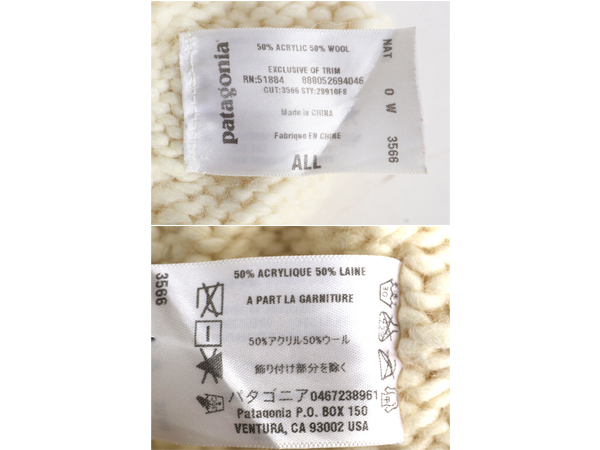 patagonia
50% ACRYLIC 50% WOOL
EXCLUSIVE OF TRIM
RN:51884 888052694046
CUT:3566 STY:29910F8
Made in CHINA
Fabrique EN CHINE
ALL
NAT O W 3566
3566
50% ACRYLIQUE 50% LAINE
A PART LA GARNITURE
50%アクリル50%ウール
飾り付け部分を除く
パタゴニア0467238961
Patagonia P.O. BOX 150
VENTURA, CA 93002 USA
30